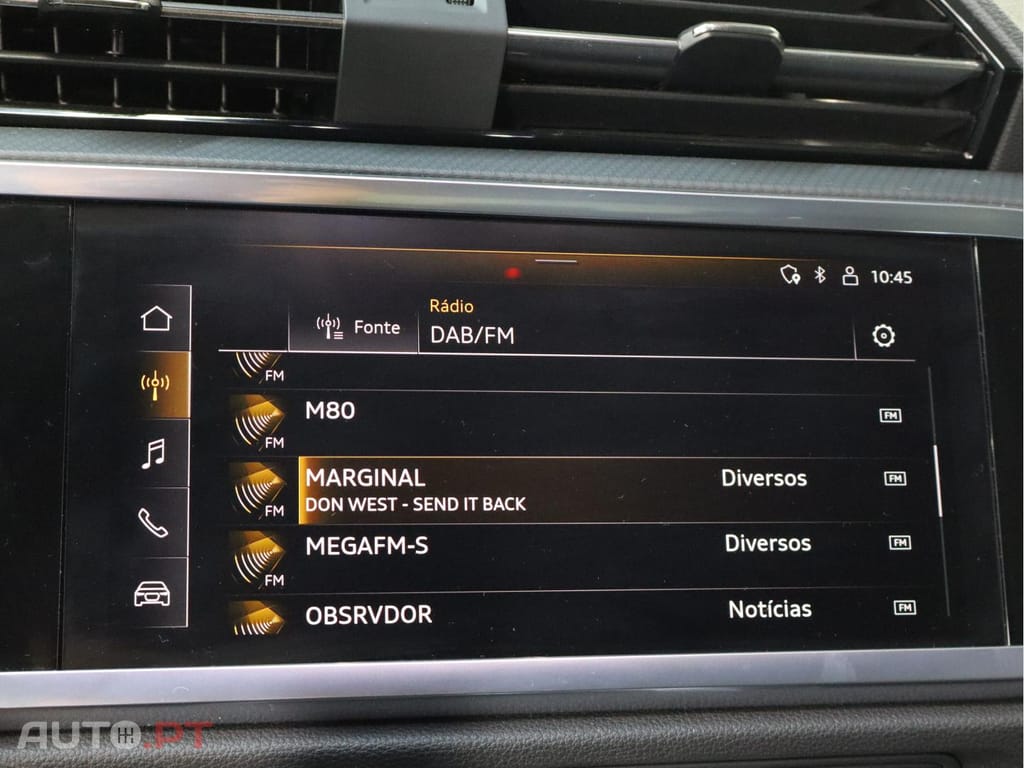 10:45
Fonte
Rádio
DAB/FM
FM
M80
FM
FM
MARGINAL
Diversos
FM
DON WEST - SEND IT BACK
FM
MEGAFM-S
Diversos
FM
FM
OBSRVDOR
Notícias
FM
AUTO.PT